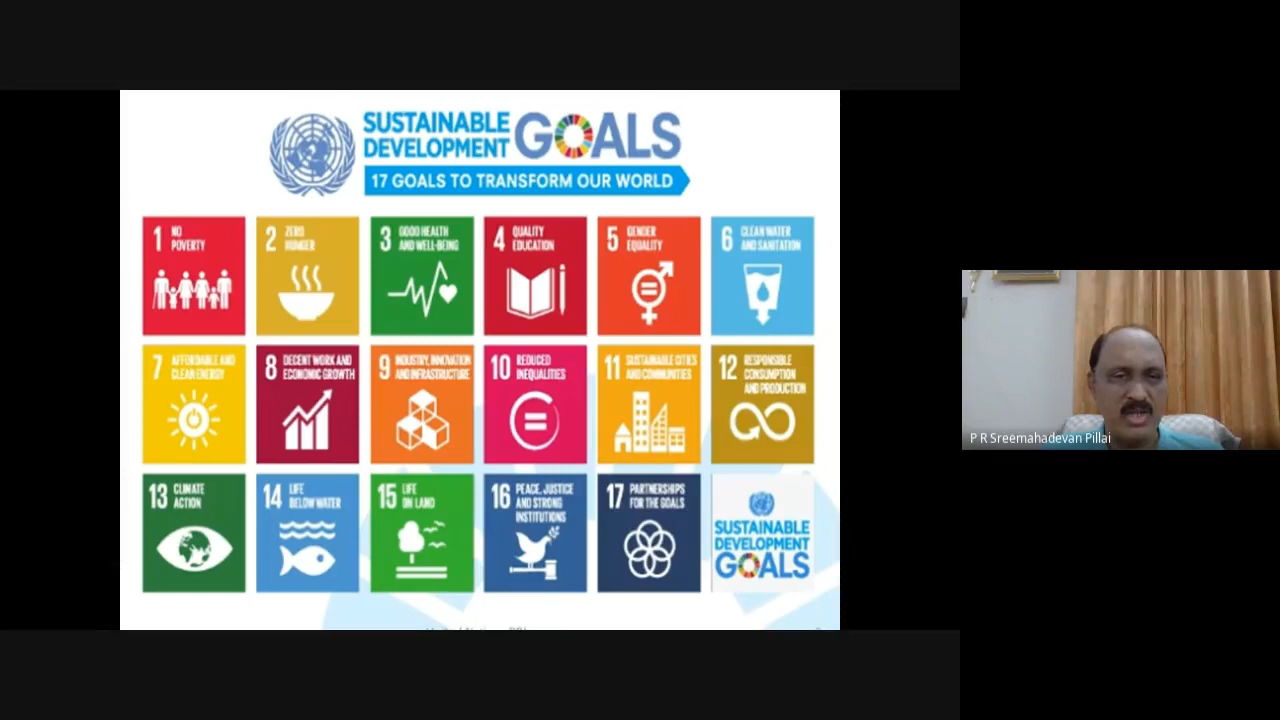 SUSTAINABLE
DEVELOPMENT
GOALS
17 GOALS TO TRANSFORM OUR WORLD
1 NO
POVERTY
2 ZERO
HUNGER
3 GOOD HEALTH
AND WELL-BEING
4 QUALITY
EDUCATION
5 GENDER
EQUALITY
6 CLEAN WATER
AND SANITATION
7 AFFORDABLE AND
CLEAN ENERGY
8 DECENT WORK AND
ECONOMIC GROWTH
9 INDUSTRY, INNOVATION
AND INFRASTRUCTURE
10 REDUCED
INEQUALITIES
11 SUSTAINABLE CITIES
AND COMMUNITIES
12 RESPONSIBLE
CONSUMPTION
AND PRODUCTION
13 CLIMATE
ACTION
14 LIFE
BELOW WATER
15 LIFE
ON LAND
16 PEACE, JUSTICE
AND STRONG
INSTITUTIONS
17 PARTNERSHIPS
FOR THE GOALS
SUSTAINABLE
DEVELOPMENT
GOALS
P R Sreemahadevan Pillai